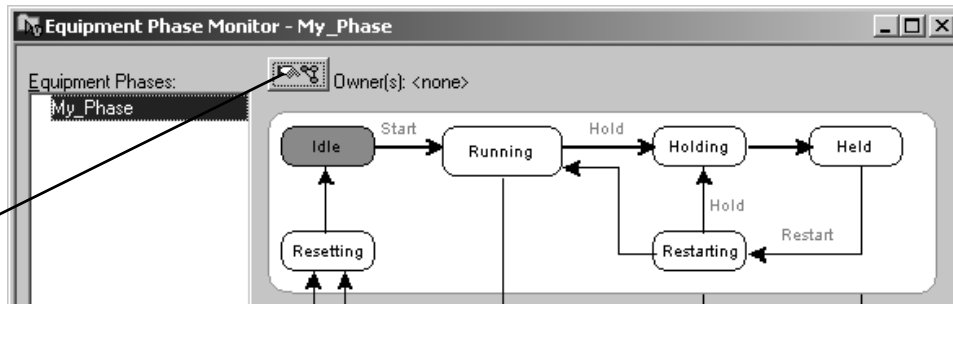 Equipment Phase Monitor - My_Phase
Equipment Phases:
Owner(s): <none>
My_Phase
Start
Hold
Idle
Running
Holding
Held
Hold
Restart
Resetting
Restarting